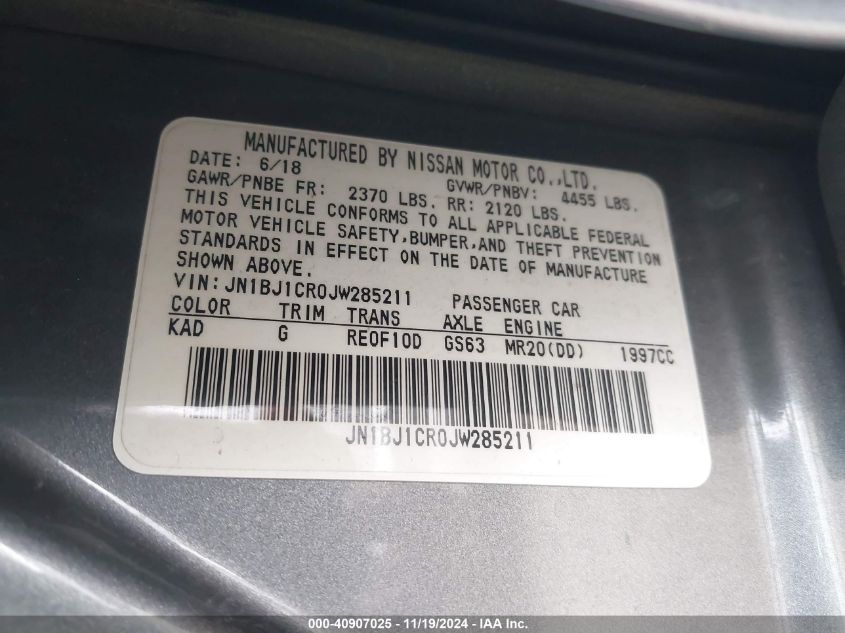 MANUFACTURED BY NISSAN MOTOR CO.,LTD.
DATE: 6/18 GVWR/PNBV: 4455 LBS.
GAWR/PNBE FR: 2370 LBS. RR: 2120 LBS.
THIS VEHICLE CONFORMS TO ALL APPLICABLE FEDERAL
MOTOR VEHICLE SAFETY,BUMPER,AND THEFT PREVENTION
STANDARDS IN EFFECT ON THE DATE OF MANUFACTURE
SHOWN ABOVE.
VIN:JN1BJ1CR0JW285211 PASSENGER CAR
COLOR TRIM TRANS AXLE ENGINE
KAD G RE0F10D GS63 MR20(DD) 1997CC
JN1BJ1CR0JW285211
000-40907025 - 11/19/2024 - IAA Inc.